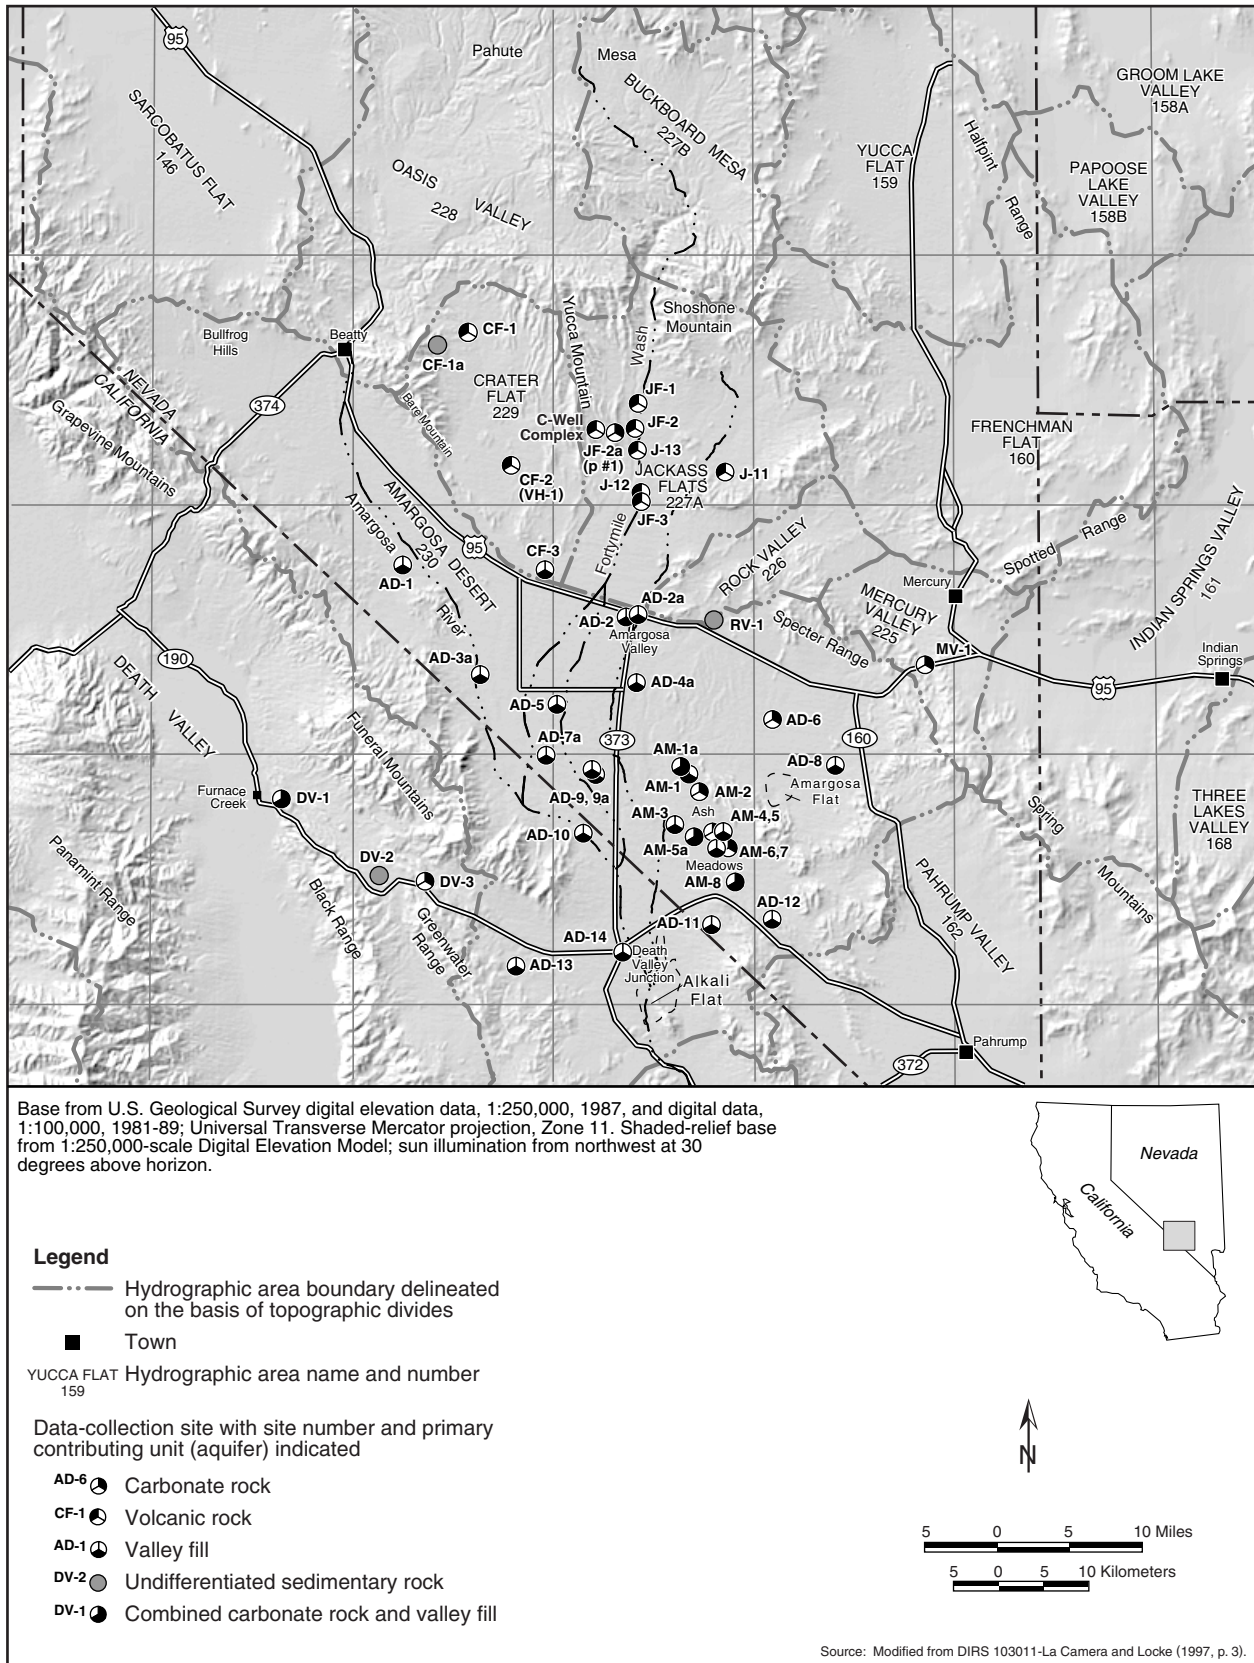 95
Pahute
Mesa
GROOM LAKE
VALLEY
158A
SARCOBATUS FLAT
146
BUCKBOARD MESA
227B
Halfpint
Range
YUCCA
FLAT
159
PAPOOSE
LAKE
VALLEY
158B
OASIS
VALLEY
228
Shoshone
Mountain
Yucca Mountain
Wash
CF-1
CF-1a
Bullfrog
Hills
Beatty
CRATER
FLAT
229
Bare Mountain
NEVADA
CALIFORNIA
374
Grapevine Mountains
JF-1
C-Well
Complex
JF-2
JF-2a
(p #1)
J-13
JACKASS
FLATS
227A
J-11
J-12
JF-3
CF-2
(VH-1)
FRENCHMAN
FLAT
160
INDIAN SPRINGS VALLEY
161
Spotted
Range
Amargosa
River
AMARGOSA DESERT
230
95
Fortymile
CF-3
AD-1
ROCK VALLEY
226
Mercury
MERCURY
VALLEY
225
AD-2a
AD-2
Amargosa
Valley
RV-1
Specter Range
MV-1
Indian
Springs
95
190
DEATH
VALLEY
AD-3a
AD-4a
AD-5
AD-6
Funeral Mountains
AD-7a
373
160
AM-1a
AM-1
AM-2
AD-8
Amargosa
Flat
Furnace
Creek
DV-1
AD-9, 9a
AM-3
Ash
AM-4,5
AD-10
AM-5a
AM-6,7
Meadows
AM-8
Spring
Mountains
THREE
LAKES
VALLEY
168
Panamint Range
DV-2
DV-3
Black Range
Greenwater
Range
PAHRUMP VALLEY
162
AD-12
AD-11
AD-14
Death
Valley
Junction
AD-13
Alkali
Flat
Pahrump
372
Base from U.S. Geological Survey digital elevation data, 1:250,000, 1987, and digital data,
1:100,000, 1981-89; Universal Transverse Mercator projection, Zone 11. Shaded-relief base
from 1:250,000-scale Digital Elevation Model; sun illumination from northwest at 30
degrees above horizon.
Nevada
California
Legend
Hydrographic area boundary delineated
on the basis of topographic divides
Town
YUCCA FLAT
159
Hydrographic area name and number
Data-collection site with site number and primary
contributing unit (aquifer) indicated
AD-6 Carbonate rock
CF-1 Volcanic rock
AD-1 Valley fill
DV-2 Undifferentiated sedimentary rock
DV-1 Combined carbonate rock and valley fill
N
5 0 5 10 Miles
5 0 5 10 Kilometers
Source: Modified from DIRS 103011-La Camera and Locke (1997, p. 3).